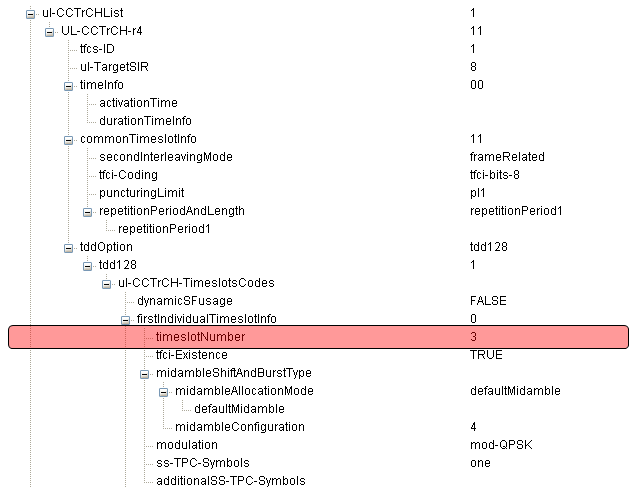 ul-CCTrCHList 1
UL-CCTrCH-r4 11
tfcs-ID 1
ul-TargetSIR 8
timeInfo 00
activationTime
durationTimeInfo
commonTimeslotInfo 11
secondInterleavingMode frameRelated
tfci-Coding tfci-bits-8
puncturingLimit pl1
repetitionPeriodAndLength repetitionPeriod1
repetitionPeriod1
tddOption tdd128
tdd128 1
ul-CCTrCH-TimeslotsCodes
dynamicSFusage FALSE
firstIndividualTimeslotInfo 0
timeslotNumber 3
tfci-Existence TRUE
midambleShiftAndBurstType
midambleAllocationMode defaultMidamble
defaultMidamble
midambleConfiguration 4
modulation mod-QPSK
ss-TPC-Symbols one
additionalSS-TPC-Symbols